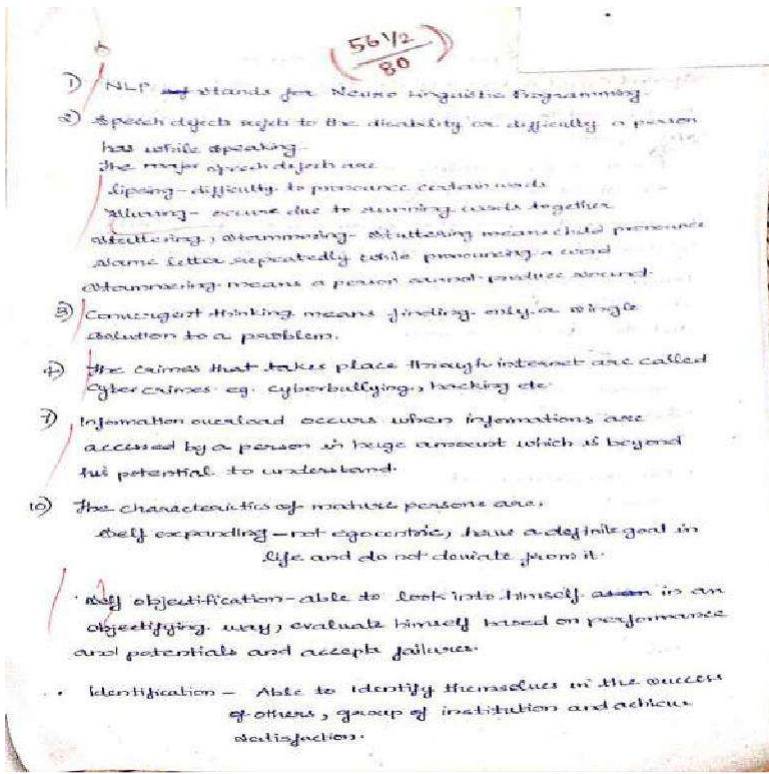 56 1/2
80
1) NLP stands for Neuro Linguistic Programming.
2) Speech defects refers to the disability or difficulty a person
has while speaking
The major speech defects are
Lipsing - difficulty to pronounce certain words
Slurring - occurs due to running words together
Stuttering, Stammering - Stuttering means child pronounce
same letter repeatedly while pronouncing a word
Stammering means a person cannot produce sound.
3) Convergent thinking means finding only a single
solution to a problem.
4) The crimes that takes place through internet are called
Cyber crimes. eg. cyberbullying, hacking etc
7) Information overload occurs when informations are
accessed by a person in huge amount which is beyond
his potential to understand.
10) The characteristics of mature persons are,
Self expanding - not egocentric, have a definite goal in
life and do not deviate from it.
Self objectification - able to look into himself in an
objectifying way, evaluate himself based on performance
and potentials and accept failures.
Identification - Able to identify themselves in the success
of others, group of institution and achieve
satisfaction.